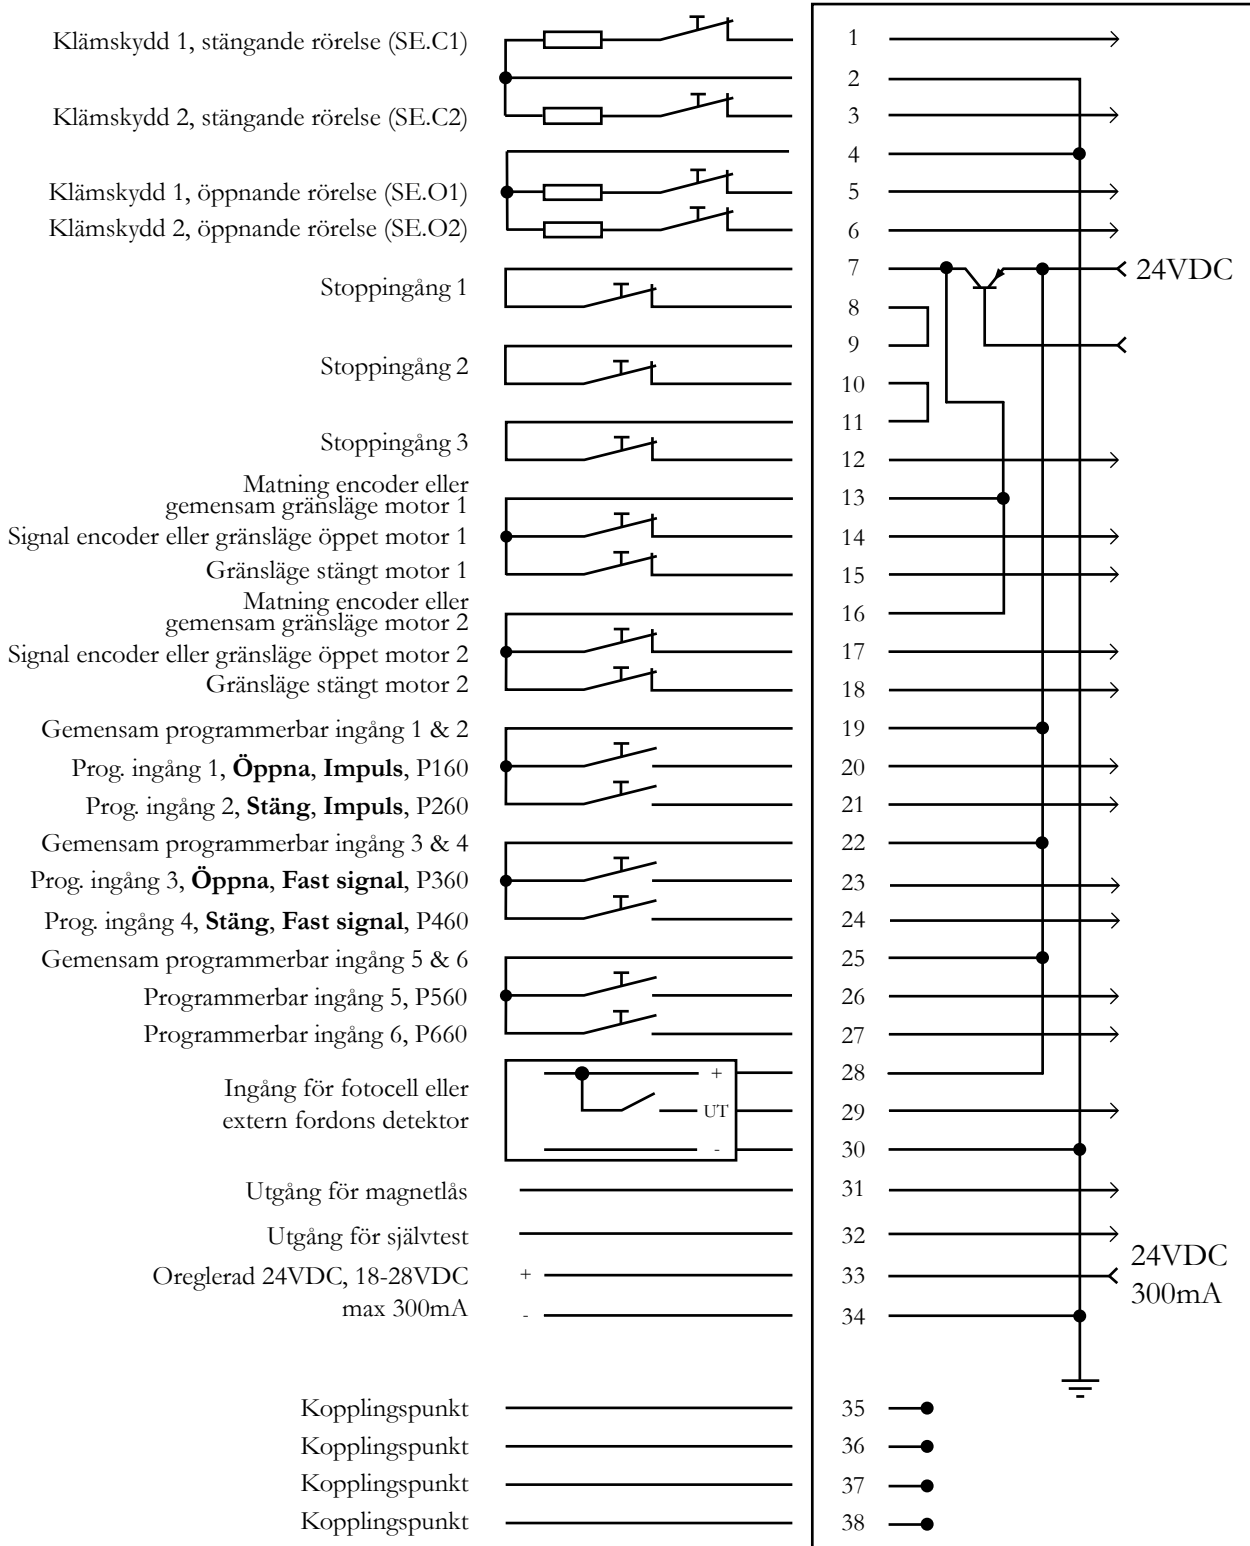 Klämskydd 1, stängande rörelse (SE.C1) 1
2
Klämskydd 2, stängande rörelse (SE.C2) 3
4
Klämskydd 1, öppnande rörelse (SE.O1) 5
Klämskydd 2, öppnande rörelse (SE.O2) 6
7 24VDC
Stoppingång 1
8
9
Stoppingång 2
10
11
Stoppingång 3
12
Matning encoder eller
gemensam gränsläge motor 1 13
Signal encoder eller gränsläge öppet motor 1 14
Gränsläge stängt motor 1 15
Matning encoder eller
gemensam gränsläge motor 2 16
Signal encoder eller gränsläge öppet motor 2 17
Gränsläge stängt motor 2 18
Gemensam programmerbar ingång 1 & 2 19
Prog. ingång 1, Öppna, Impuls, P160 20
Prog. ingång 2, Stäng, Impuls, P260 21
Gemensam programmerbar ingång 3 & 4 22
Prog. ingång 3, Öppna, Fast signal, P360 23
Prog. ingång 4, Stäng, Fast signal, P460 24
Gemensam programmerbar ingång 5 & 6 25
Programmerbar ingång 5, P560 26
Programmerbar ingång 6, P660 27
+ 28
Ingång för fotocell eller
UT 29
extern fordons detektor
- 30
Utgång för magnetlås 31
Utgång för självtest 32
24VDC
Oreglerad 24VDC, 18-28VDC + 33
300mA
max 300mA - 34
Kopplingspunkt 35
Kopplingspunkt 36
Kopplingspunkt 37
Kopplingspunkt 38